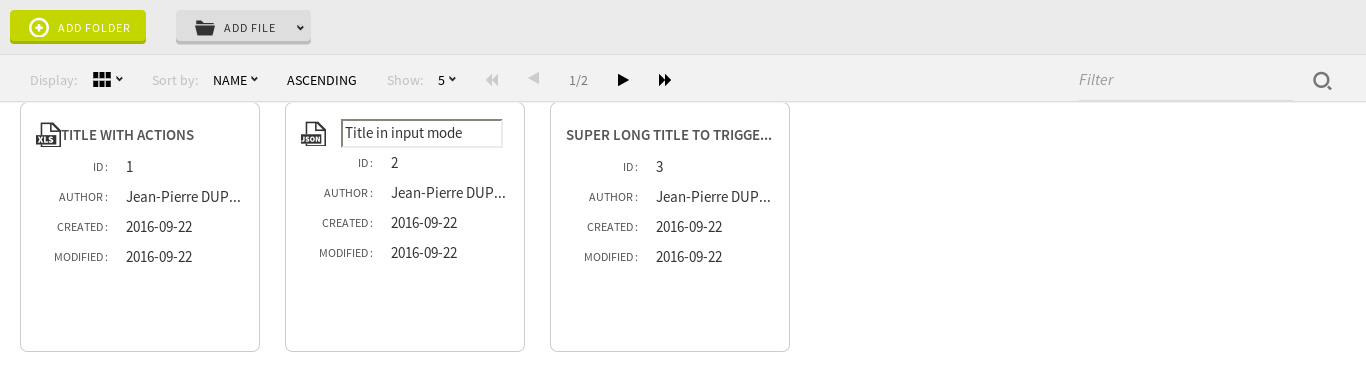 ADD FOLDER ADD FILE
Display: Sort by: NAME ASCENDING Show: 5 1/2 Filter
XLS TITLE WITH ACTIONS
ID : 1
AUTHOR : Jean-Pierre DUP...
CREATED : 2016-09-22
MODIFIED : 2016-09-22
JSON Title in input mode
ID : 2
AUTHOR : Jean-Pierre DUP...
CREATED : 2016-09-22
MODIFIED : 2016-09-22
SUPER LONG TITLE TO TRIGGE...
ID : 3
AUTHOR : Jean-Pierre DUP...
CREATED : 2016-09-22
MODIFIED : 2016-09-22